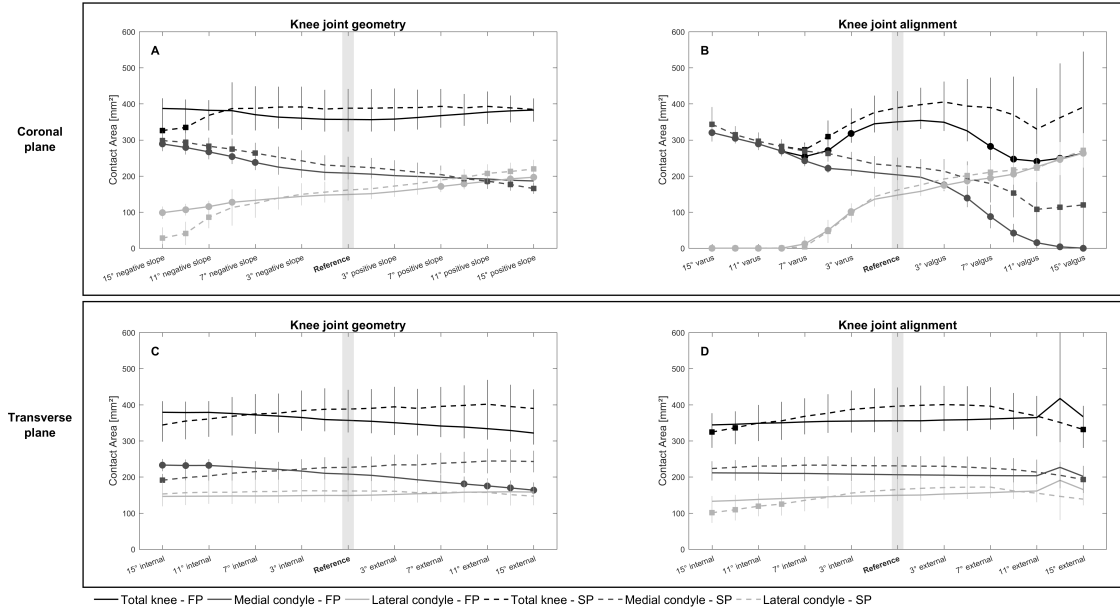 Knee joint geometry
Knee joint alignment
Coronal plane
A
Contact Area [mm²]
600
500
400
300
200
100
0
15° negative slope
11° negative slope
7° negative slope
3° negative slope
Reference
3° positive slope
7° positive slope
11° positive slope
15° positive slope
B
Contact Area [mm²]
600
500
400
300
200
100
0
15° varus
11° varus
7° varus
3° varus
Reference
3° valgus
7° valgus
11° valgus
15° valgus
Knee joint geometry
Knee joint alignment
Transverse plane
C
Contact Area [mm²]
600
500
400
300
200
100
0
15° internal
11° internal
7° internal
3° internal
Reference
3° external
7° external
11° external
15° external
D
Contact Area [mm²]
600
500
400
300
200
100
0
15° internal
11° internal
7° internal
3° internal
Reference
3° external
7° external
11° external
15° external
Total knee - FP
Medial condyle - FP
Lateral condyle - FP
Total knee - SP
Medial condyle - SP
Lateral condyle - SP